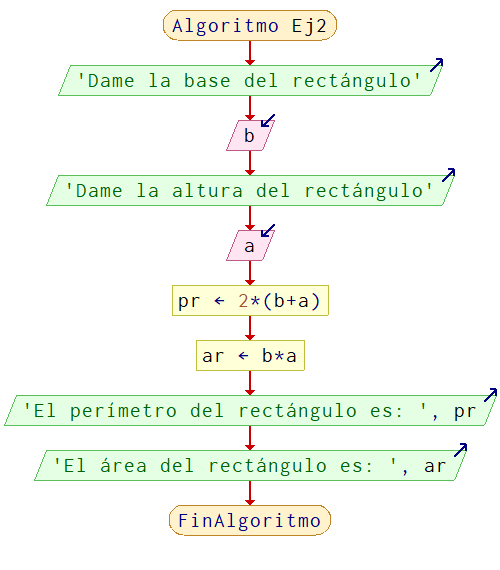 Algoritmo Ej2
'Dame la base del rectángulo'
b
'Dame la altura del rectángulo'
a
pr ← 2*(b+a)
ar ← b*a
'El perímetro del rectángulo es: ', pr
'El área del rectángulo es: ', ar
FinAlgoritmo